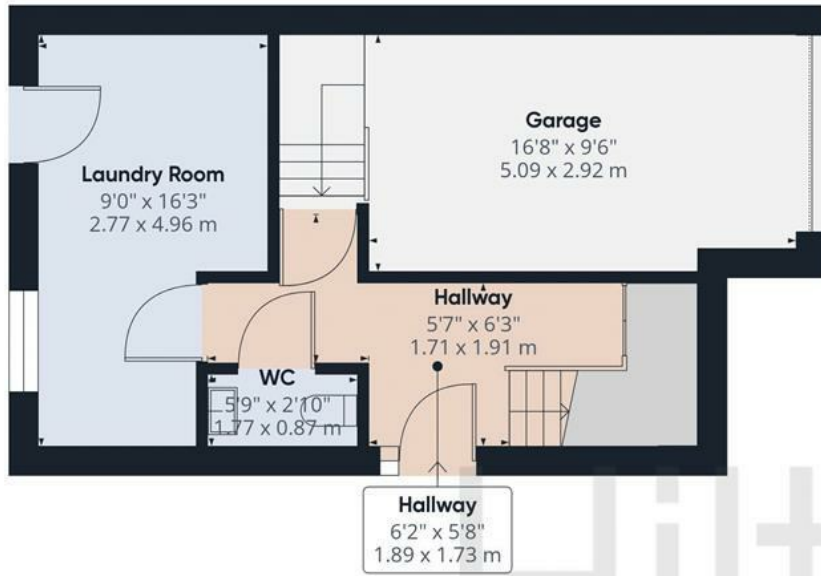 Garage
16'8" x 9'6"
5.09 x 2.92 m
Laundry Room
9'0" x 16'3"
2.77 x 4.96 m
Hallway
5'7" x 6'3"
1.71 x 1.91 m
WC
5'9" x 2'10"
1.77 x 0.87 m
Hallway
6'2" x 5'8"
1.89 x 1.73 m